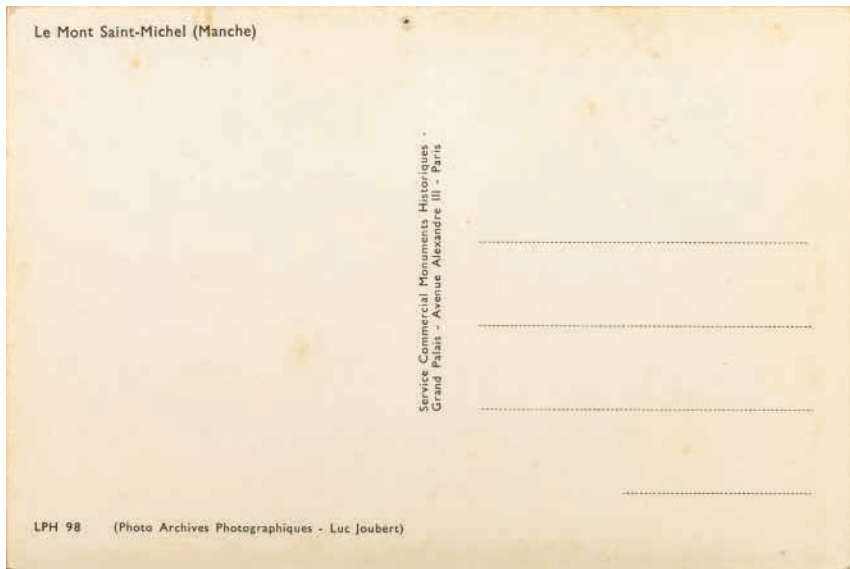 Le Mont Saint-Michel (Manche)
Service Commercial Monuments Historiques -
Grand Palais - Avenue Alexandre III - Paris
LPH 98 (Photo Archives Photographiques - Luc Joubert)